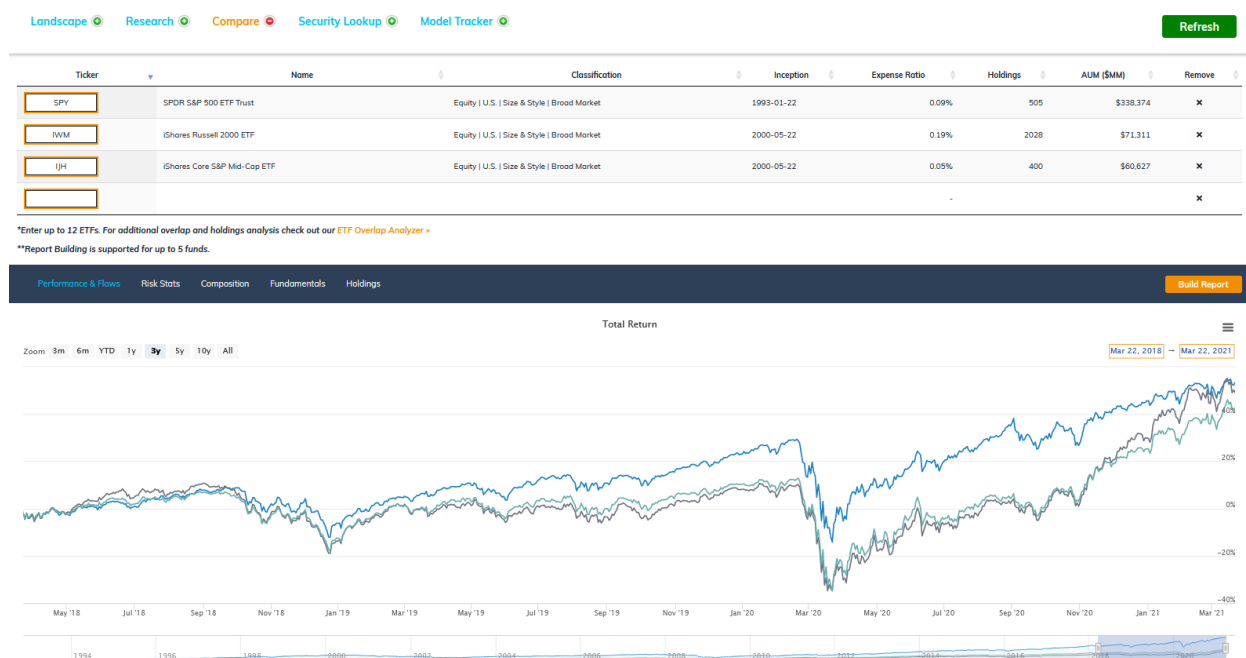 Landscape Research Compare Security Lookup Model Tracker Refresh
Ticker Name Classification Inception Expense Ratio Holdings AUM ($MM) Remove
SPY SPDR S&P 500 ETF Trust Equity | U.S. | Size & Style | Broad Market 1993-01-22 0.09% 505 $338,374 ×
IWM iShares Russell 2000 ETF Equity | U.S. | Size & Style | Broad Market 2000-05-22 0.19% 2028 $71,311 ×
IJH iShares Core S&P Mid-Cap ETF Equity | U.S. | Size & Style | Broad Market 2000-05-22 0.05% 400 $60,627 ×
- ×
*Enter up to 12 ETFs. For additional overlap and holdings analysis check out our ETF Overlap Analyzer »
**Report Building is supported for up to 5 funds.
Performance & Flows Risk Stats Composition Fundamentals Holdings Build Report
Total Return
Zoom 3m 6m YTD 1y 3y 5y 10y All Mar 22, 2018 → Mar 22, 2021
40%
20%
0%
-20%
-40%
May '18 Jul '18 Sep '18 Nov '18 Jan '19 Mar '19 May '19 Jul '19 Sep '19 Nov '19 Jan '20 Mar '20 May '20 Jul '20 Sep '20 Nov '20 Jan '21 Mar '21
1994 1996 1998 2000 2002 2004 2006 2008 2010 2012 2014 2016 2018 2020